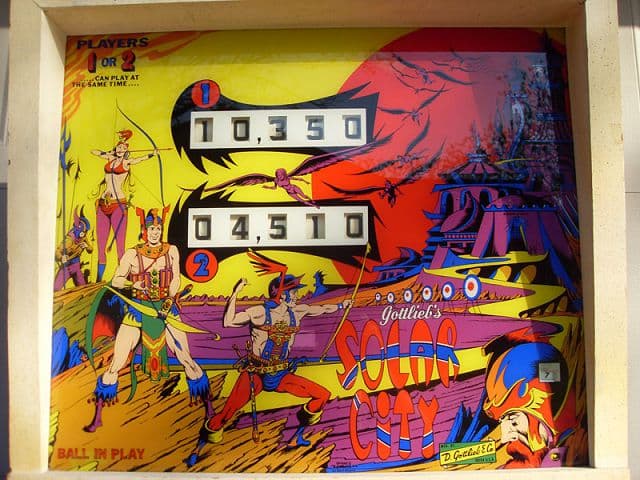 PLAYERS
1 OR 2
....CAN PLAY AT
THE SAME TIME....
1
10,350
04,510
2
Gottlieb's
SOLAR
CITY
D. Gottlieb & Co.
BALL IN PLAY